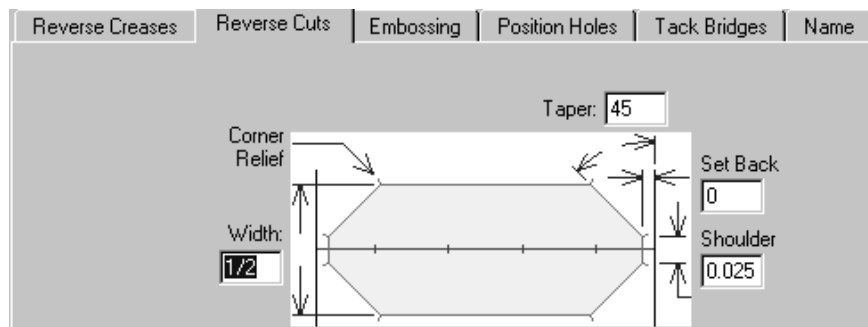 Reverse Creases Reverse Cuts Embossing Position Holes Tack Bridges Name
Taper: 45
Corner
Relief
Set Back
0
Width:
1/2
Shoulder
0.025